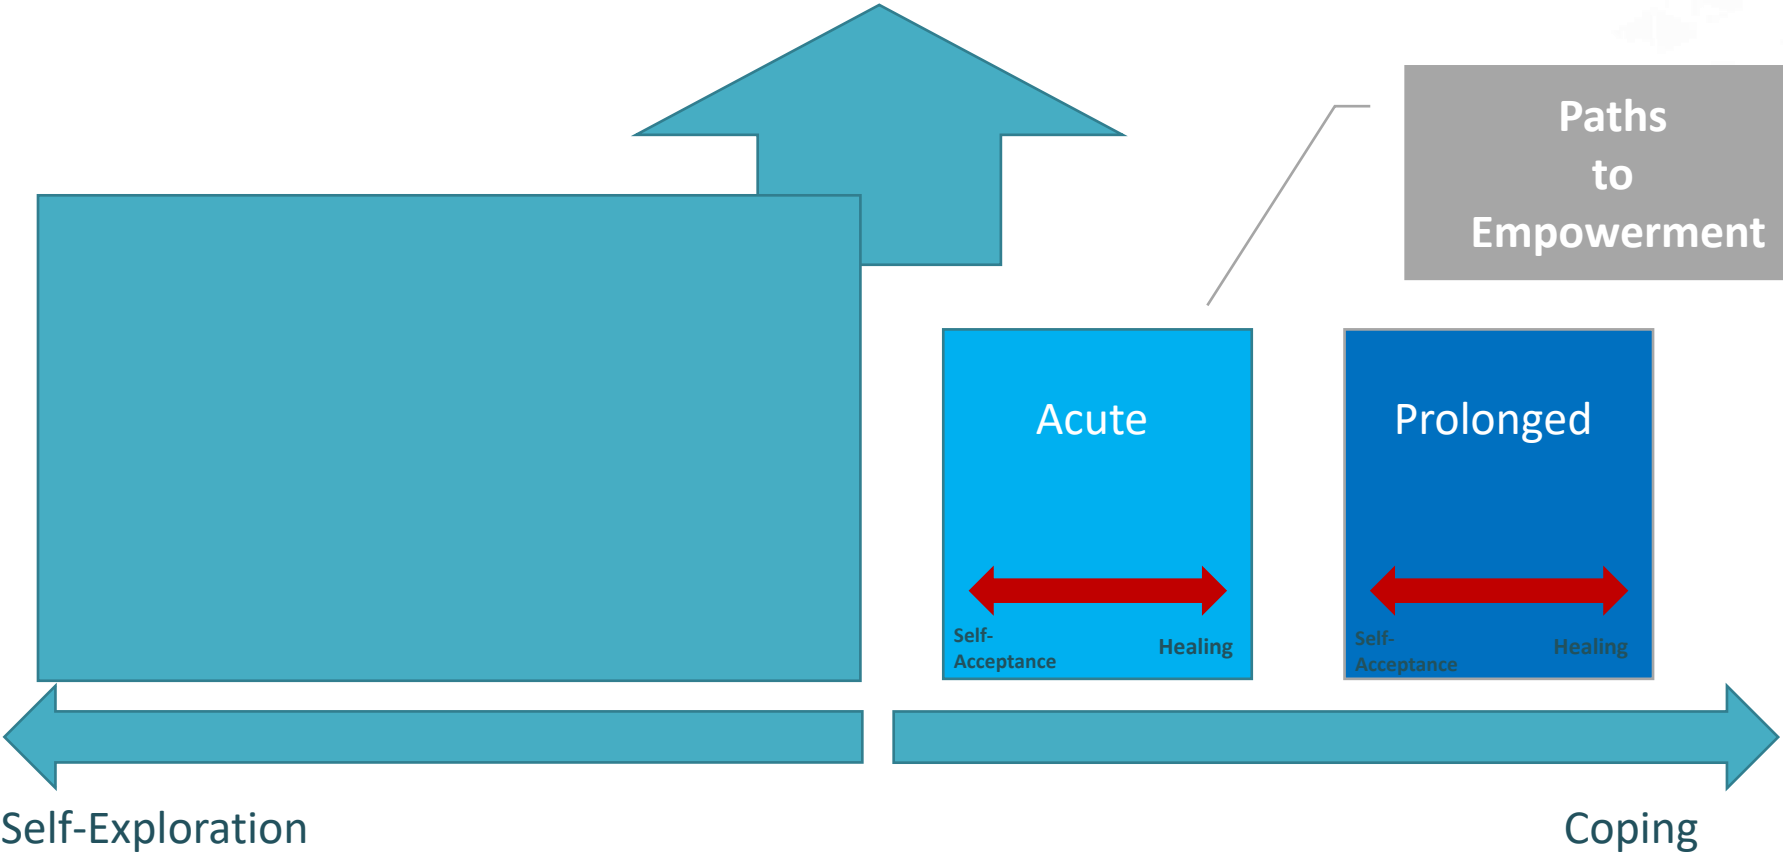 Paths
to
Empowerment
Acute
Prolonged
Self-
Acceptance
Healing
Self-
Acceptance
Healing
Self-Exploration
Coping